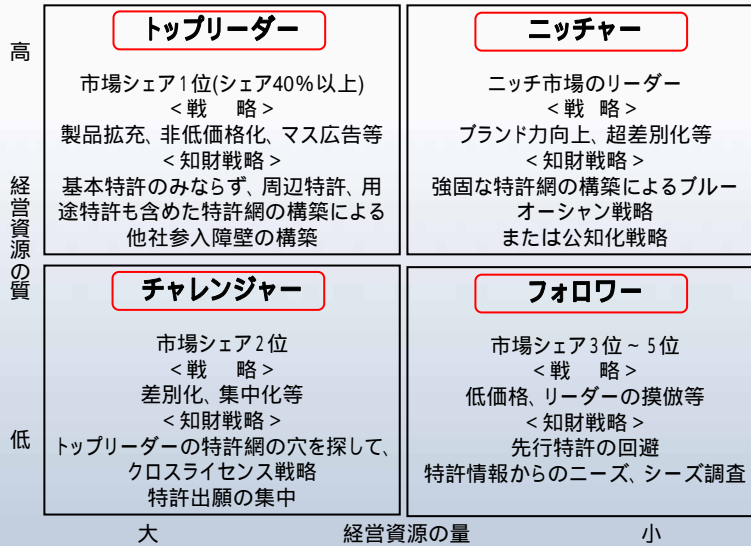 高
経営資源の質
低
トップリーダー
市場シェア1位(シェア40%以上)
<戦 略>
製品拡充、非低価格化、マス広告等
<知財戦略>
基本特許のみならず、周辺特許、用
途特許も含めた特許網の構築による
他社参入障壁の構築
ニッチャー
ニッチ市場のリーダー
<戦 略>
ブランド力向上、超差別化等
<知財戦略>
強固な特許網の構築によるブルー
オーシャン戦略
または公知化戦略
チャレンジャー
市場シェア2位
<戦 略>
差別化、集中化等
<知財戦略>
トップリーダーの特許網の穴を探して、
クロスライセンス戦略
特許出願の集中
フォロワー
市場シェア3位~5位
<戦 略>
低価格、リーダーの摸倣等
<知財戦略>
先行特許の回避
特許情報からのニーズ、シーズ調査
大 経営資源の量 小